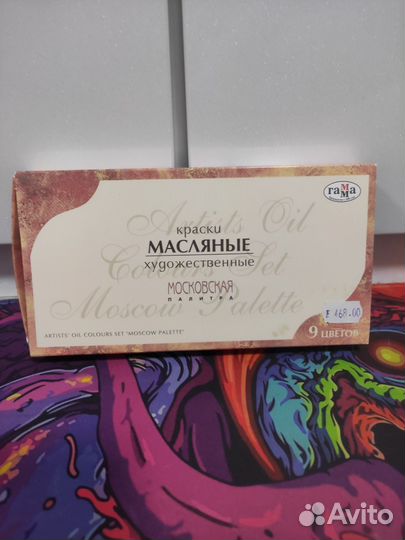 гамма
Artists Oil
Colours Set
Moscow Palette
краски
МАСЛЯНЫЕ
художественные
МОСКОВСКАЯ
ПАЛИТРА
168.00
ARTISTS' OIL COLOURS SET "MOSCOW PALETTE"
9 ЦВЕТОВ
Avito